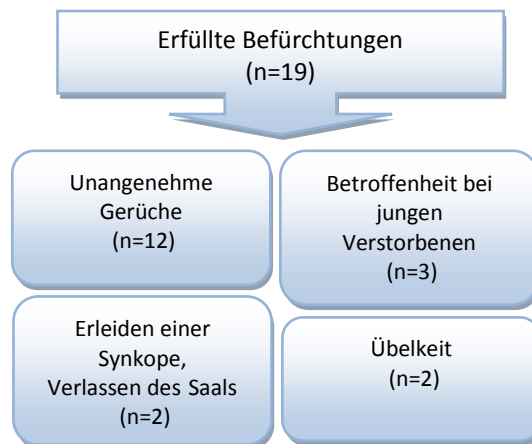 Erfüllte Befürchtungen
(n=19)
Unangenehme
Gerüche
(n=12)
Betroffenheit bei
jungen
Verstorbenen
(n=3)
Erleiden einer
Synkope,
Verlassen des Saals
(n=2)
Übelkeit
(n=2)